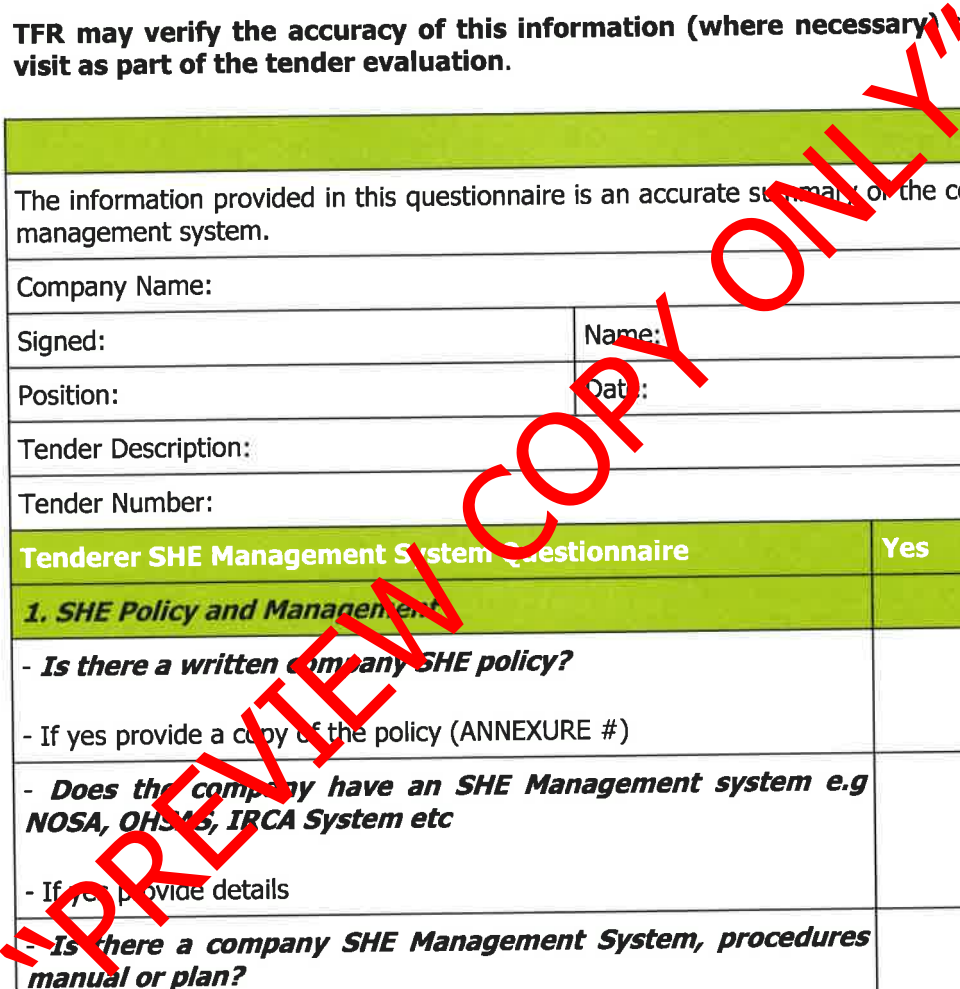 TFR may verify the accuracy of this information (where necessary)
visit as part of the tender evaluation.
The information provided in this questionnaire is an accurate summary of the
management system.
Company Name:
Signed:
Name:
Position:
Date:
Tender Description:
Tender Number:
Tenderer SHE Management System Questionnaire
Yes
1. SHE Policy and Management
- Is there a written company SHE policy?
- If yes provide a copy of the policy (ANNEXURE #)
- Does the company have an SHE Management system e.g
NOSA, OHSAS, IRCA System etc
- If yes provide details
- Is there a company SHE Management System, procedures
manual or plan?
"PREVIEW COPY ONLY"